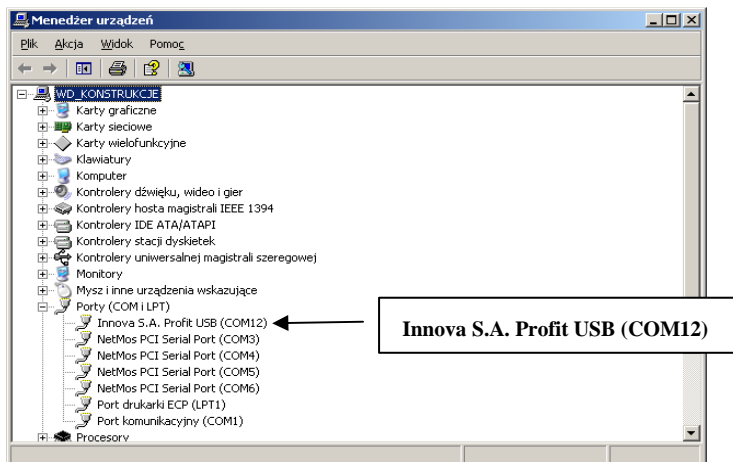 Menedżer urządzeń
Plik Akcja Widok Pomoc
WD_KONSTRUKCJE
Karty graficzne
Karty sieciowe
Karty wielofunkcyjne
Klawiatury
Komputer
Kontrolery dźwięku, wideo i gier
Kontrolery hosta magistrali IEEE 1394
Kontrolery IDE ATA/ATAPI
Kontrolery stacji dyskietek
Kontrolery uniwersalnej magistrali szeregowej
Monitory
Mysz i inne urządzenia wskazujące
Porty (COM i LPT)
Innova S.A. Profit USB (COM12)
Innova S.A. Profit USB (COM12)
NetMos PCI Serial Port (COM3)
NetMos PCI Serial Port (COM4)
NetMos PCI Serial Port (COM5)
NetMos PCI Serial Port (COM6)
Port drukarki ECP (LPT1)
Port komunikacyjny (COM1)
Procesory